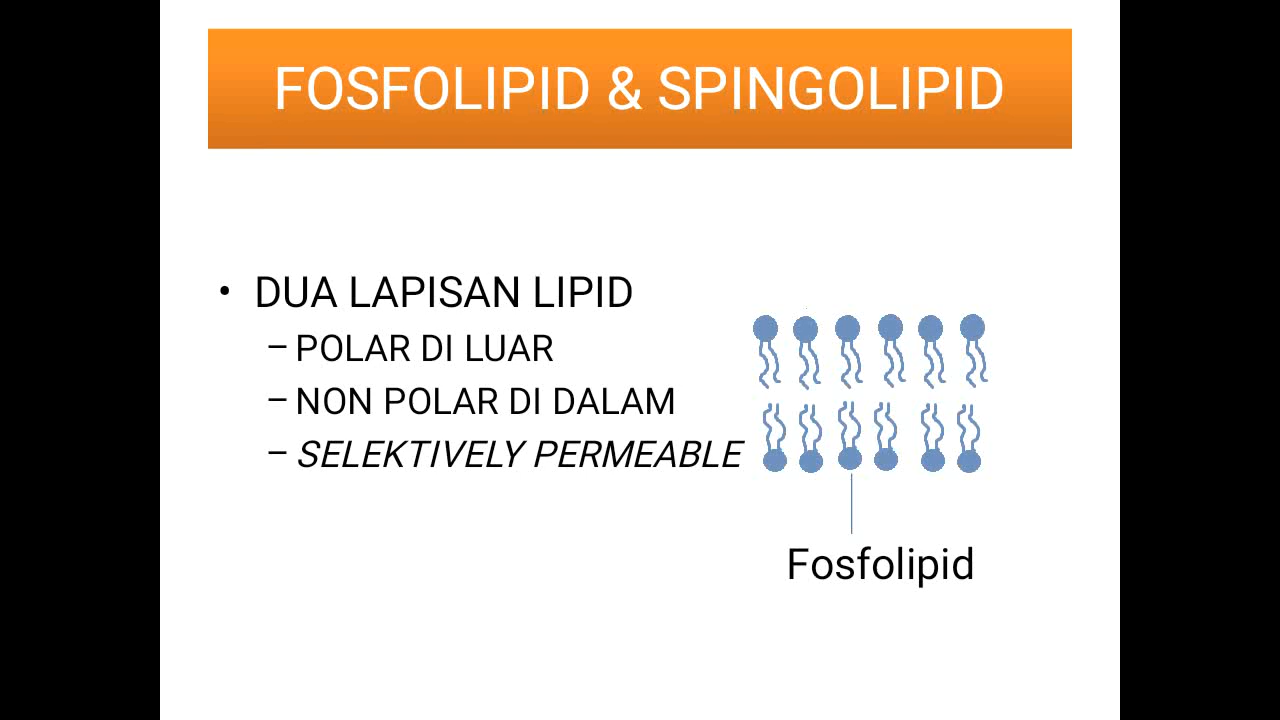 FOSFOLIPID & SPINGOLIPID
• DUA LAPISAN LIPID
– POLAR DI LUAR
– NON POLAR DI DALAM
– SELEKTIVELY PERMEABLE
Fosfolipid